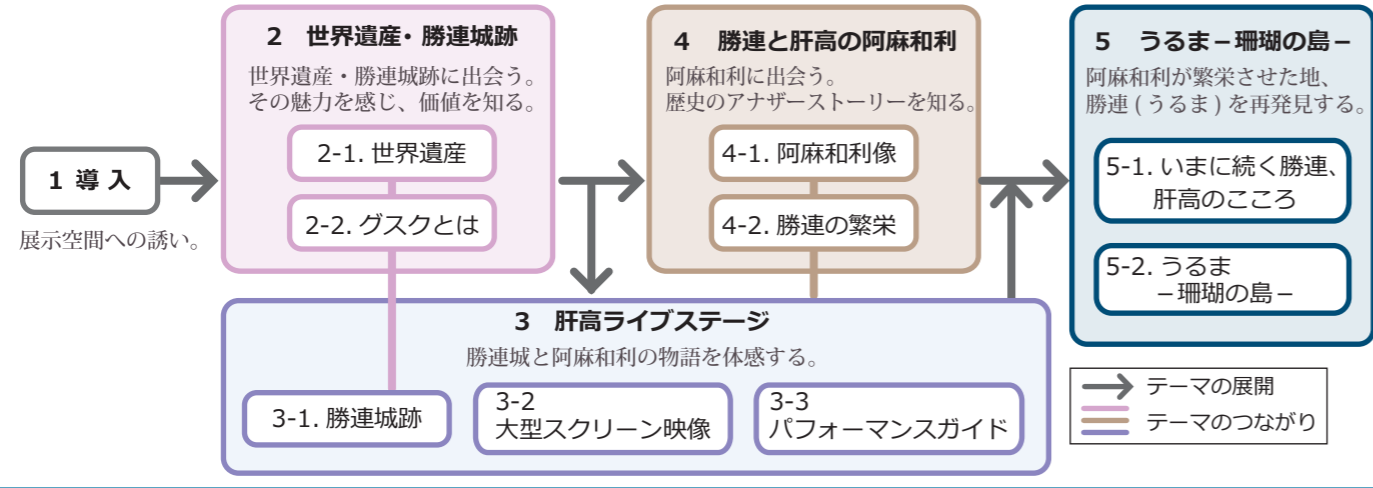 1 導 入
展示空間への誘い。
2 世界遺産・勝連城跡
世界遺産・勝連城跡に出会う。
その魅力を感じ、価値を知る。
2-1. 世界遺産
2-2. グスクとは
4 勝連と肝高の阿麻和利
阿麻和利に出会う。
歴史のアナザーストーリーを知る。
4-1. 阿麻和利像
4-2. 勝連の繁栄
3 肝高ライブステージ
勝連城と阿麻和利の物語を体感する。
3-1. 勝連城跡
3-2
大型スクリーン映像
3-3
パフォーマンスガイド
5 うるま－珊瑚の島－
阿麻和利が繁栄させた地、
勝連 ( うるま ) を再発見する。
5-1. いまに続く勝連、
肝高のこころ
5-2. うるま
－珊瑚の島－
テーマの展開
テーマのつながり